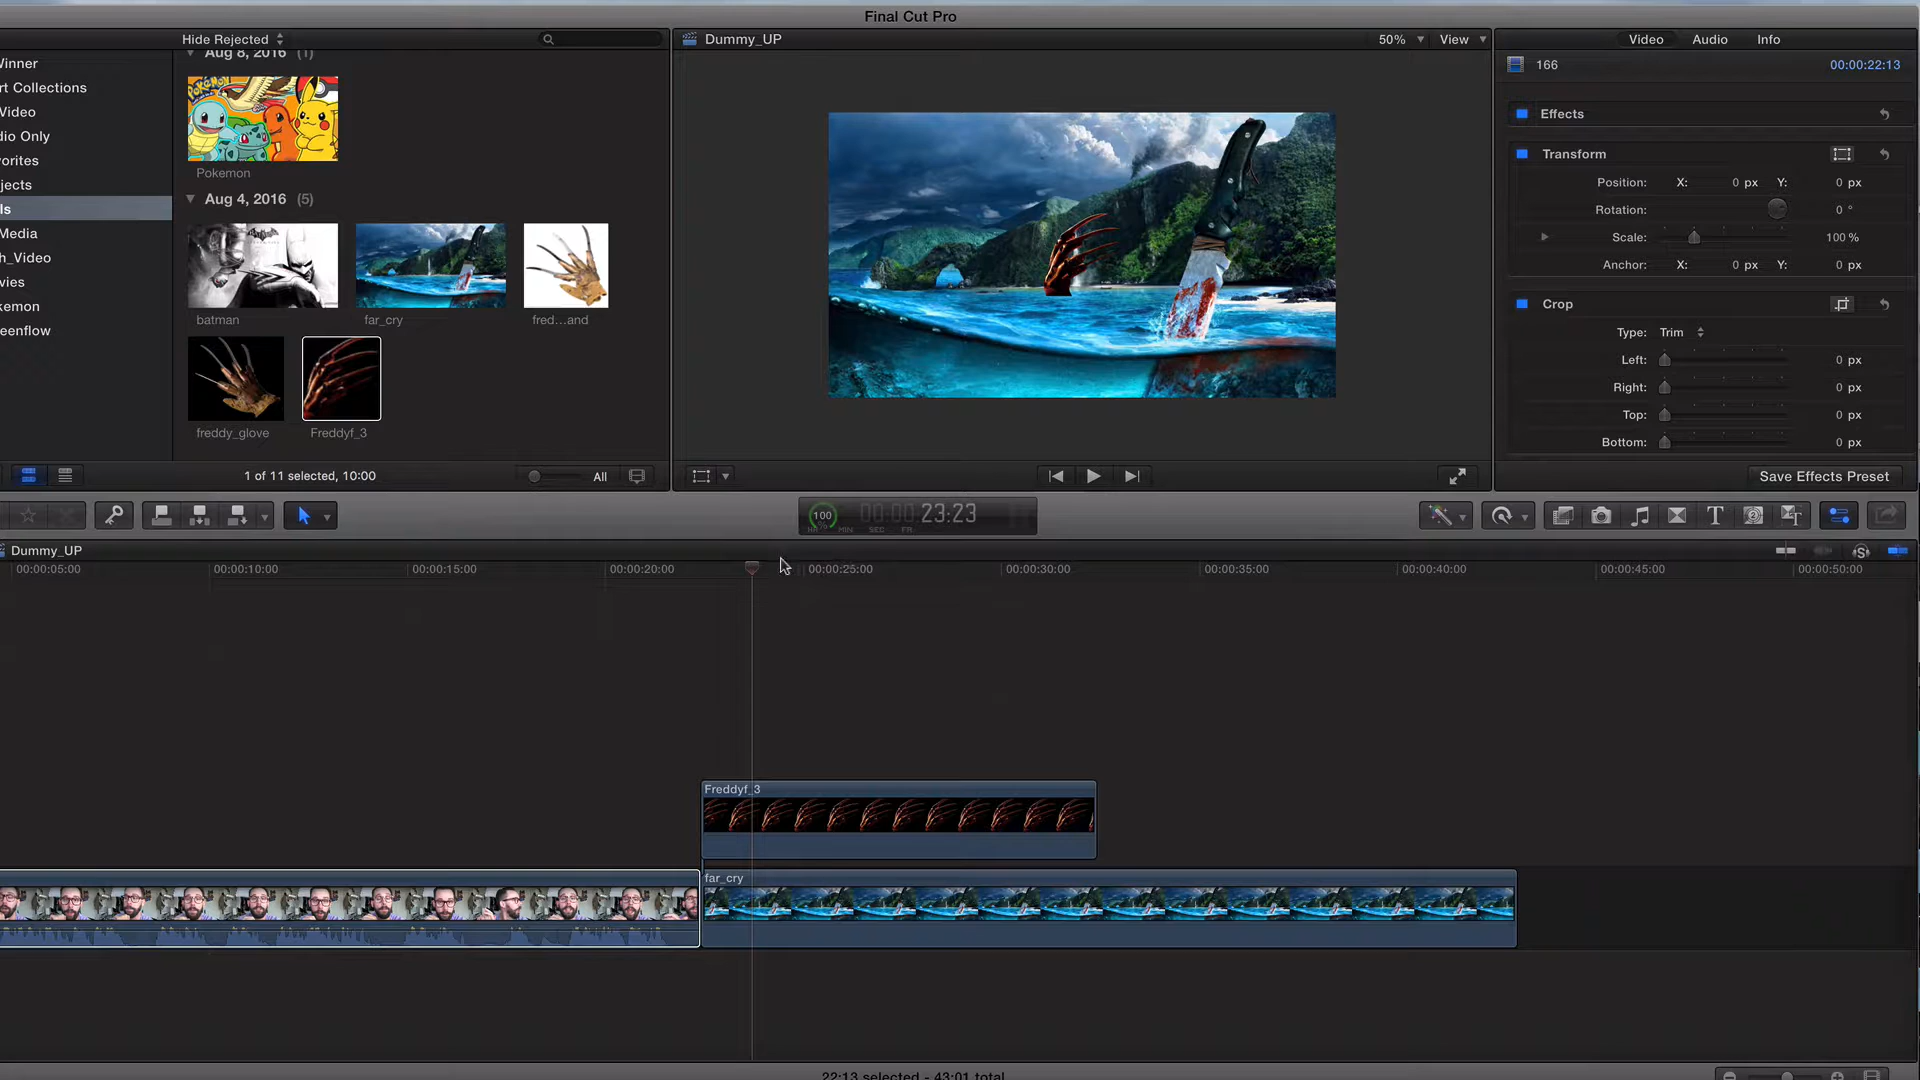 Final Cut Pro
Hide Rejected
Dummy_UP
50%
View
Video
Audio
Info
Aug 8, 2016 (1)
166
00:00:22:13
Winner
rt Collections
Video
dio Only
vorites
jects
ls
Media
h_Video
vies
kemon
eenflow
Pokemon
Aug 4, 2016 (5)
batman
far_cry
fred...and
freddy_glove
Freddyf_3
Effects
Transform
Position: X: 0 px Y: 0 px
Rotation: 0 °
Scale: 100 %
Anchor: X: 0 px Y: 0 px
Crop
Type: Trim
Left: 0 px
Right: 0 px
Top: 0 px
Bottom: 0 px
1 of 11 selected, 10:00
All
Save Effects Preset
100
%
00:00:23:23
HR MIN SEC FR
Dummy_UP
00:00:05:00
00:00:10:00
00:00:15:00
00:00:20:00
00:00:25:00
00:00:30:00
00:00:35:00
00:00:40:00
00:00:45:00
00:00:50:00
Freddyf_3
far_cry
22:13 selected - 43:01 total